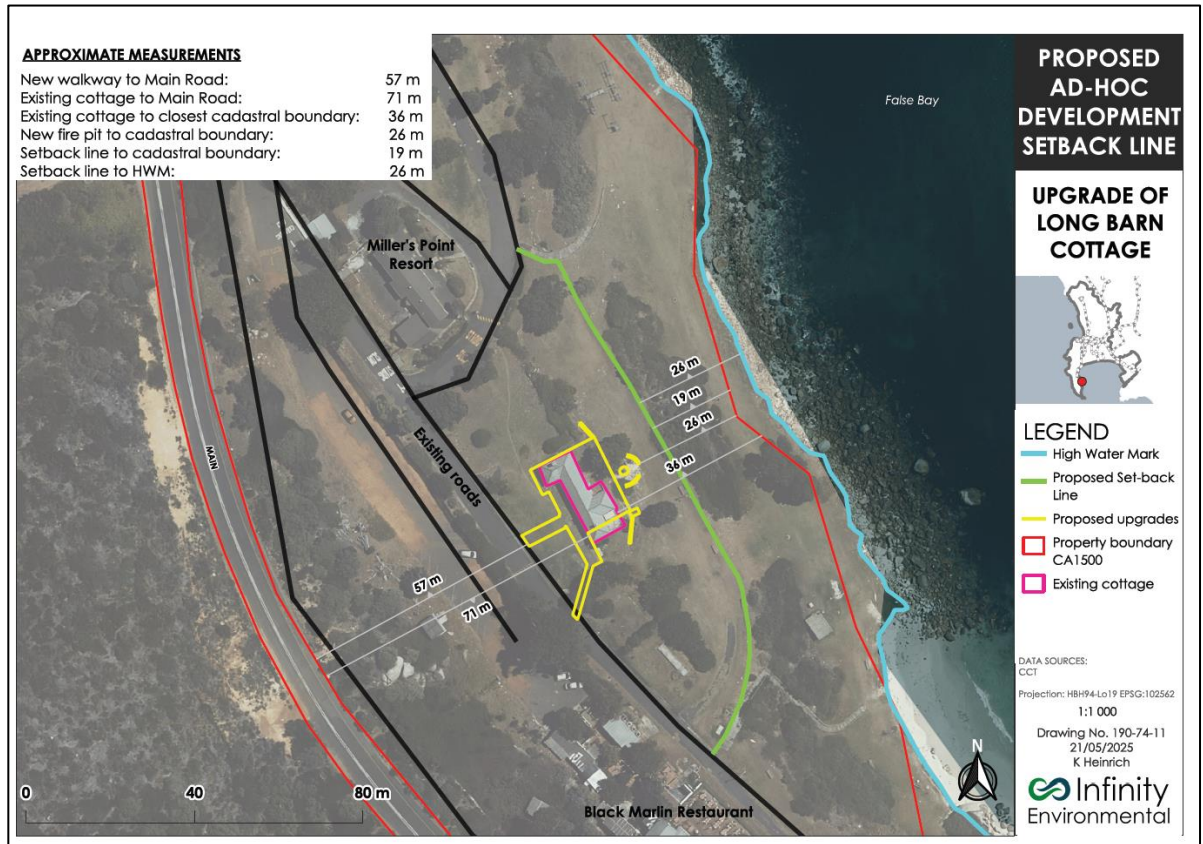 APPROXIMATE MEASUREMENTS
New walkway to Main Road: 57 m
Existing cottage to Main Road: 71 m
Existing cottage to closest cadastral boundary: 36 m
New fire pit to cadastral boundary: 26 m
Setback line to cadastral boundary: 19 m
Setback line to HWM: 26 m
False Bay
Miller's Point
Resort
Existing roads
MAIN
26 m
19 m
26 m
36 m
57 m
71 m
Black Marlin Restaurant
0 40 80 m
PROPOSED
AD-HOC
DEVELOPMENT
SETBACK LINE
UPGRADE OF
LONG BARN
COTTAGE
LEGEND
High Water Mark
Proposed Set-back
Line
Proposed upgrades
Property boundary
CA1500
Existing cottage
DATA SOURCES:
CCT
Projection: HBH94-Lo19 EPSG:102562
1:1 000
Drawing No. 190-74-11
21/05/2025
K Heinrich
N
Infinity
Environmental